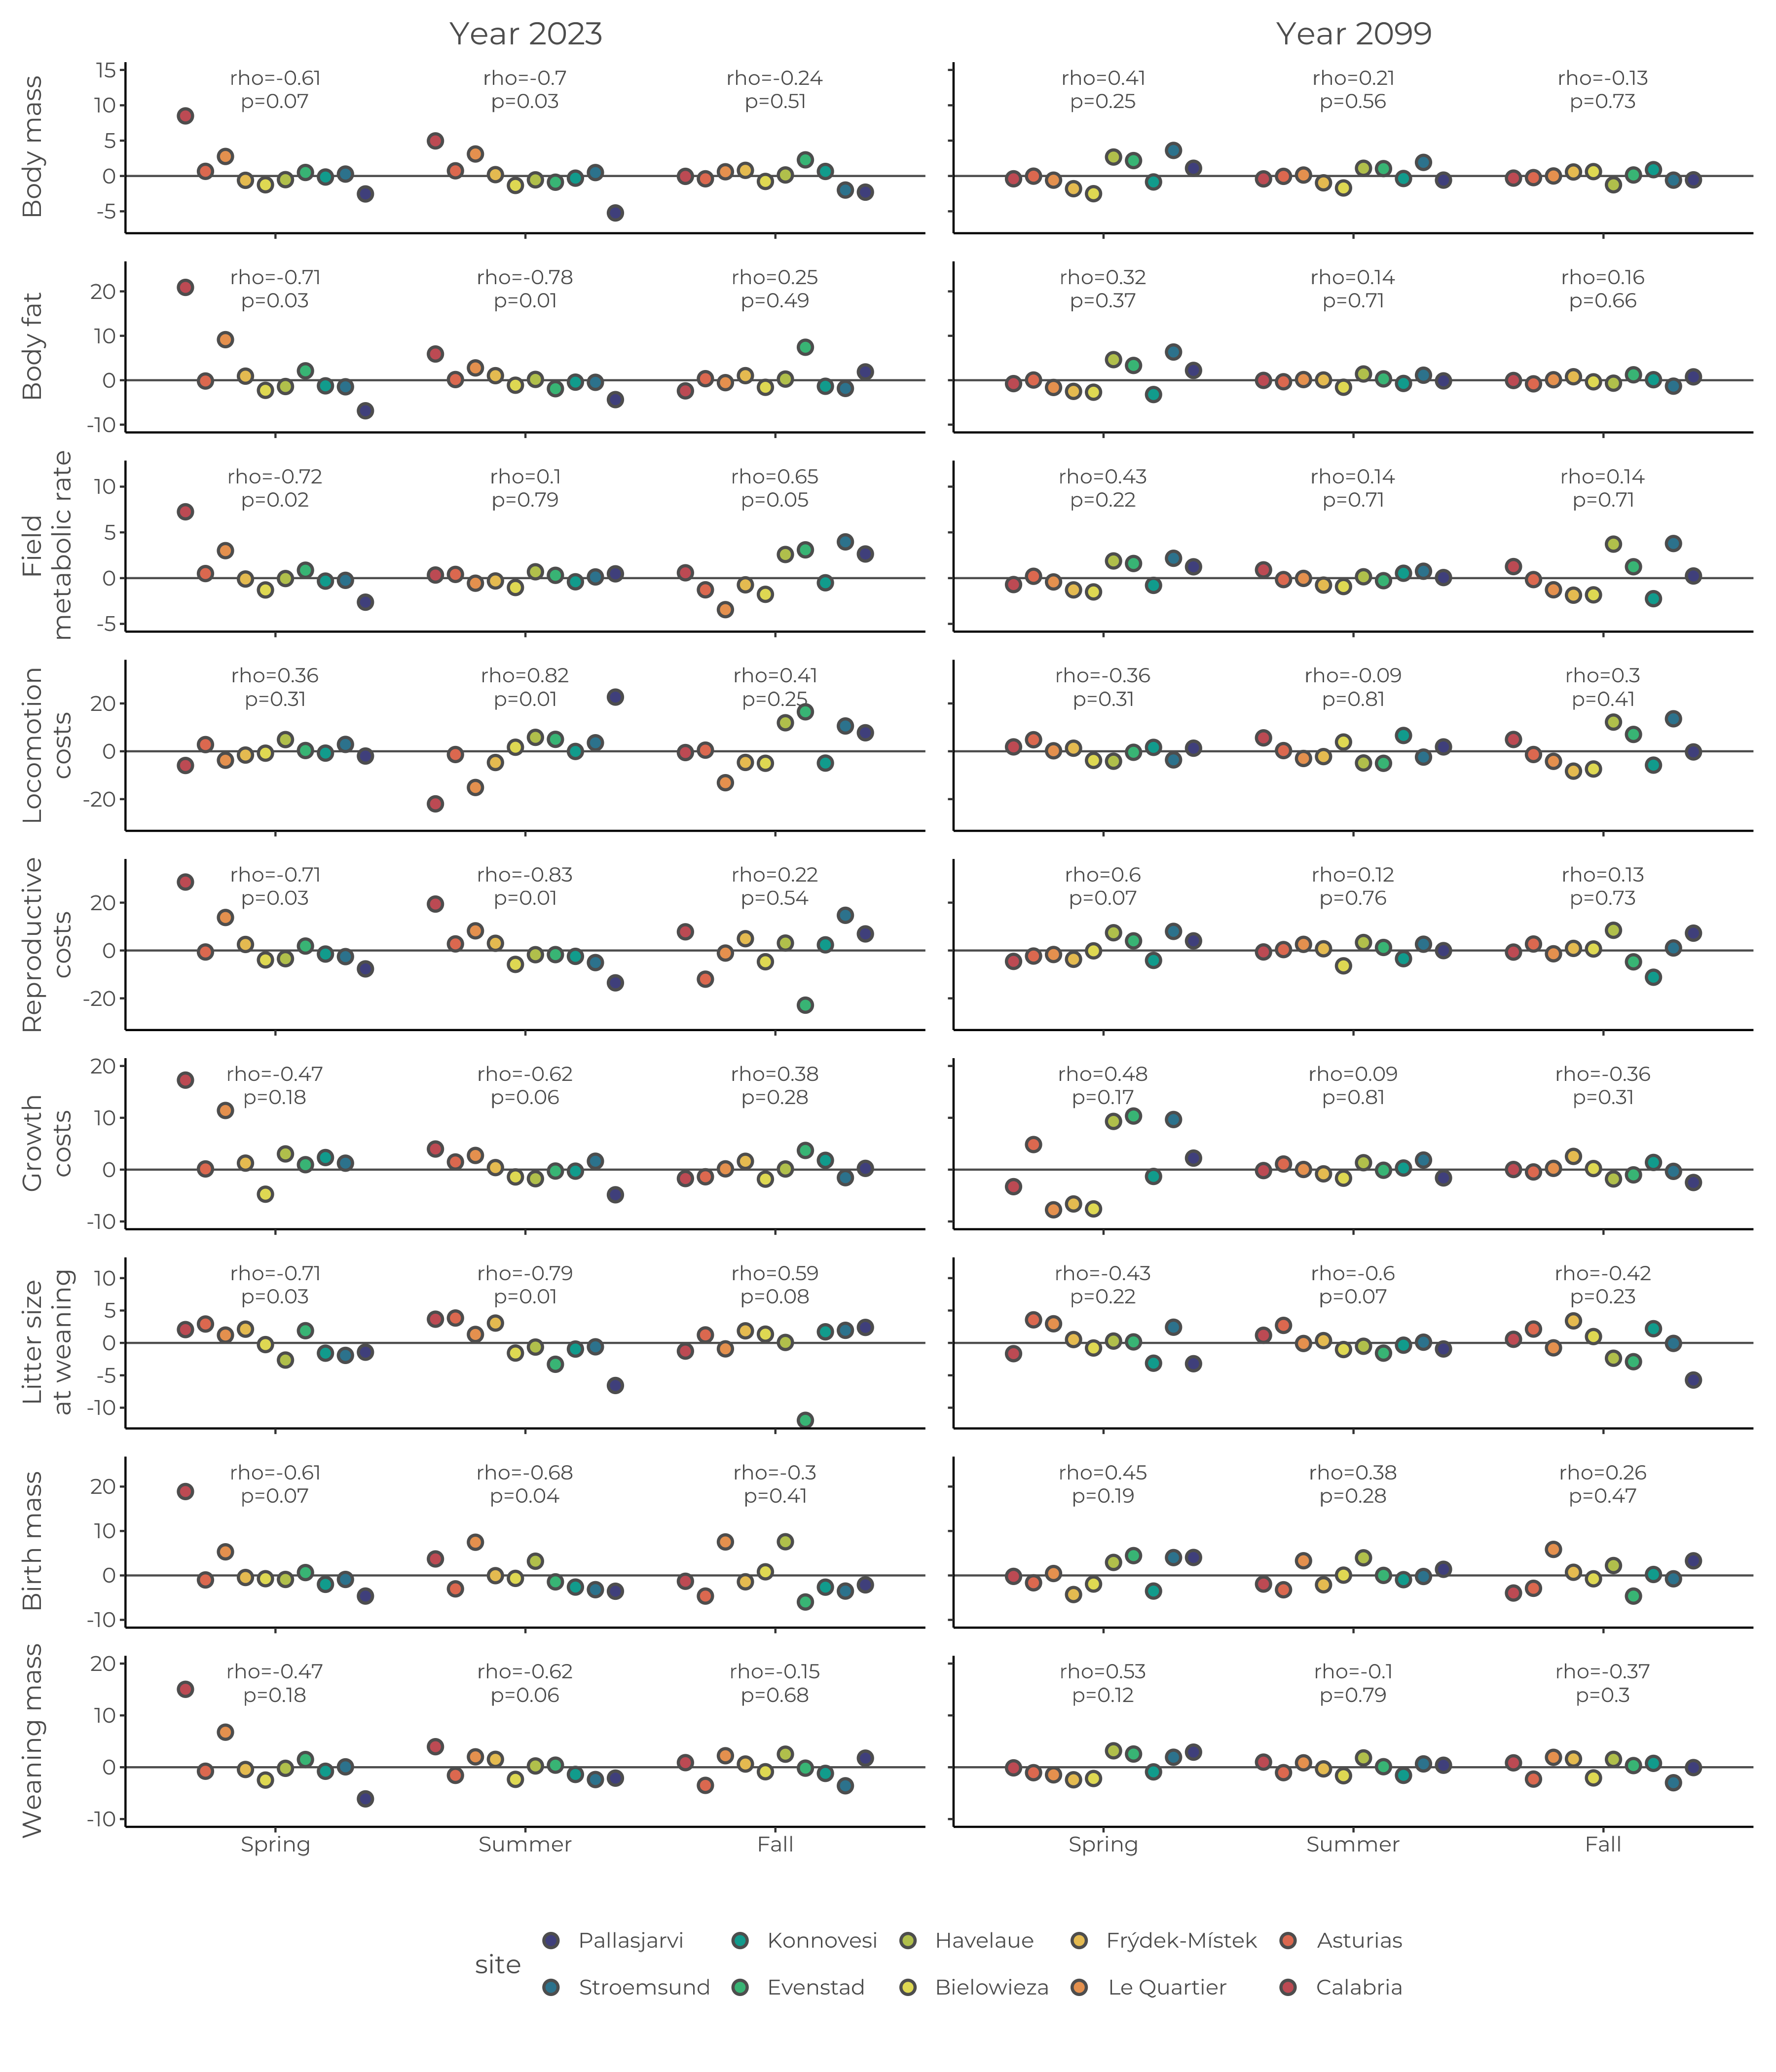 Year 2023 Year 2099
Body mass
15
10
5
0
-5
rho=-0.61 rho=-0.7 rho=-0.24 rho=0.41 rho=0.21 rho=-0.13
p=0.07 p=0.03 p=0.51 p=0.25 p=0.56 p=0.73
Body fat
20
10
0
-10
rho=-0.71 rho=-0.78 rho=0.25 rho=0.32 rho=0.14 rho=0.16
p=0.03 p=0.01 p=0.49 p=0.37 p=0.71 p=0.66
Field
metabolic rate
10
5
0
-5
rho=-0.72 rho=0.1 rho=0.65 rho=0.43 rho=0.14 rho=0.14
p=0.02 p=0.79 p=0.05 p=0.22 p=0.71 p=0.71
Locomotion
costs
20
0
-20
rho=0.36 rho=0.82 rho=0.41 rho=-0.36 rho=-0.09 rho=0.3
p=0.31 p=0.01 p=0.25 p=0.31 p=0.81 p=0.41
Reproductive
costs
20
0
-20
rho=-0.71 rho=-0.83 rho=0.22 rho=0.6 rho=0.12 rho=0.13
p=0.03 p=0.01 p=0.54 p=0.07 p=0.76 p=0.73
Growth
costs
20
10
0
-10
rho=-0.47 rho=-0.62 rho=0.38 rho=0.48 rho=0.09 rho=-0.36
p=0.18 p=0.06 p=0.28 p=0.17 p=0.81 p=0.31
Litter size
at weaning
10
5
0
-5
-10
rho=-0.71 rho=-0.79 rho=0.59 rho=-0.43 rho=-0.6 rho=-0.42
p=0.03 p=0.01 p=0.08 p=0.22 p=0.07 p=0.23
Birth mass
20
10
0
-10
rho=-0.61 rho=-0.68 rho=-0.3 rho=0.45 rho=0.38 rho=0.26
p=0.07 p=0.04 p=0.41 p=0.19 p=0.28 p=0.47
Weaning mass
20
10
0
-10
rho=-0.47 rho=-0.62 rho=-0.15 rho=0.53 rho=-0.1 rho=-0.37
p=0.18 p=0.06 p=0.68 p=0.12 p=0.79 p=0.3
Spring Summer Fall Spring Summer Fall
site
Pallasjarvi Konnovesi Havelaue Frýdek-Místek Asturias
Stroemsund Evenstad Bielowieza Le Quartier Calabria